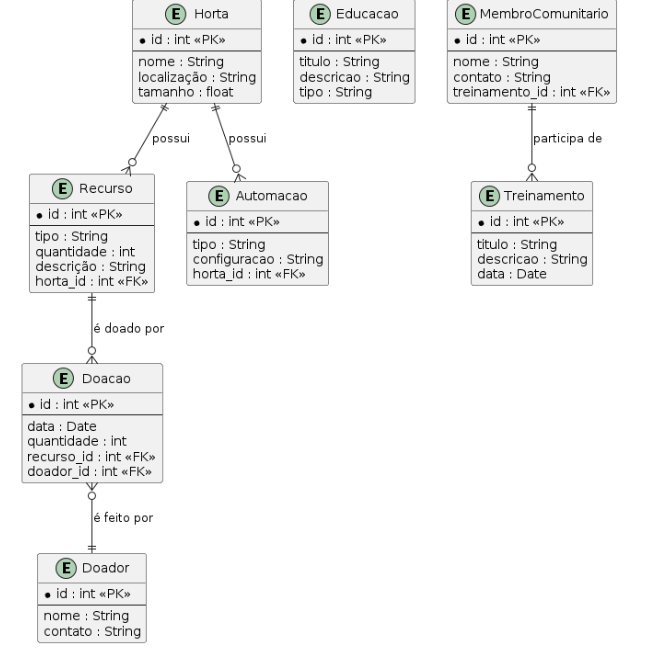 E Horta
id : int «PK»
nome : String
localização : String
tamanho : float
E Educacao
id : int «PK»
titulo : String
descricao : String
tipo : String
E MembroComunitario
id : int «PK»
nome : String
contato : String
treinamento_id : int «FK»
possui
possui
participa de
E Recurso
id : int «PK»
tipo : String
quantidade : int
descrição : String
horta_id : int «FK»
E Automacao
id : int «PK»
tipo : String
configuracao : String
horta_id : int «FK»
E Treinamento
id : int «PK»
titulo : String
descricao : String
data : Date
é doado por
E Doacao
id : int «PK»
data : Date
quantidade : int
recurso_id : int «FK»
doador_id : int «FK»
é feito por
E Doador
id : int «PK»
nome : String
contato : String